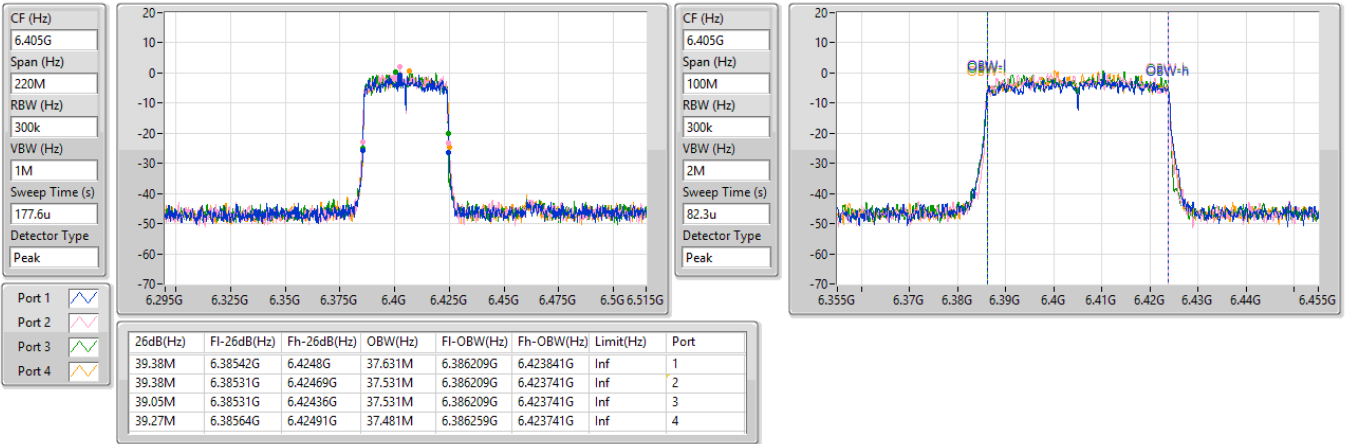 CF (Hz)
6.405G
Span (Hz)
220M
RBW (Hz)
300k
VBW (Hz)
1M
Sweep Time (s)
177.6u
Detector Type
Peak
20
10
0
-10
-20
-30
-40
-50
-60
-70
6.295G 6.325G 6.35G 6.375G 6.4G 6.425G 6.45G 6.475G 6.5G 6.515G
CF (Hz)
6.405G
Span (Hz)
100M
RBW (Hz)
300k
VBW (Hz)
2M
Sweep Time (s)
82.3u
Detector Type
Peak
20
10
0
-10
-20
-30
-40
-50
-60
-70
OBW-l OBW-h
6.355G 6.37G 6.38G 6.39G 6.4G 6.41G 6.42G 6.43G 6.44G 6.455G
Port 1
Port 2
Port 3
Port 4
26dB(Hz) Fl-26dB(Hz) Fh-26dB(Hz) OBW(Hz) Fl-OBW(Hz) Fh-OBW(Hz) Limit(Hz) Port
39.38M 6.38542G 6.4248G 37.631M 6.386209G 6.423841G Inf 1
39.38M 6.38531G 6.42469G 37.531M 6.386209G 6.423741G Inf 2
39.05M 6.38531G 6.42436G 37.531M 6.386209G 6.423741G Inf 3
39.27M 6.38564G 6.42491G 37.481M 6.386259G 6.423741G Inf 4